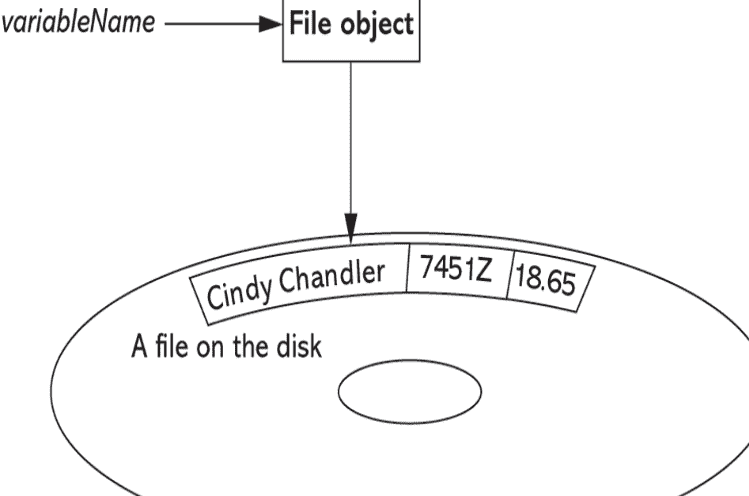 variableName
File object
Cindy Chandler 7451Z 18.65
A file on the disk